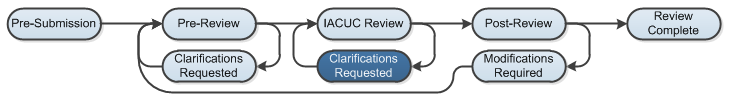 Pre-Submission
Pre-Review
IACUC Review
Post-Review
Review
Complete
Clarifications
Requested
Clarifications
Requested
Modifications
Required